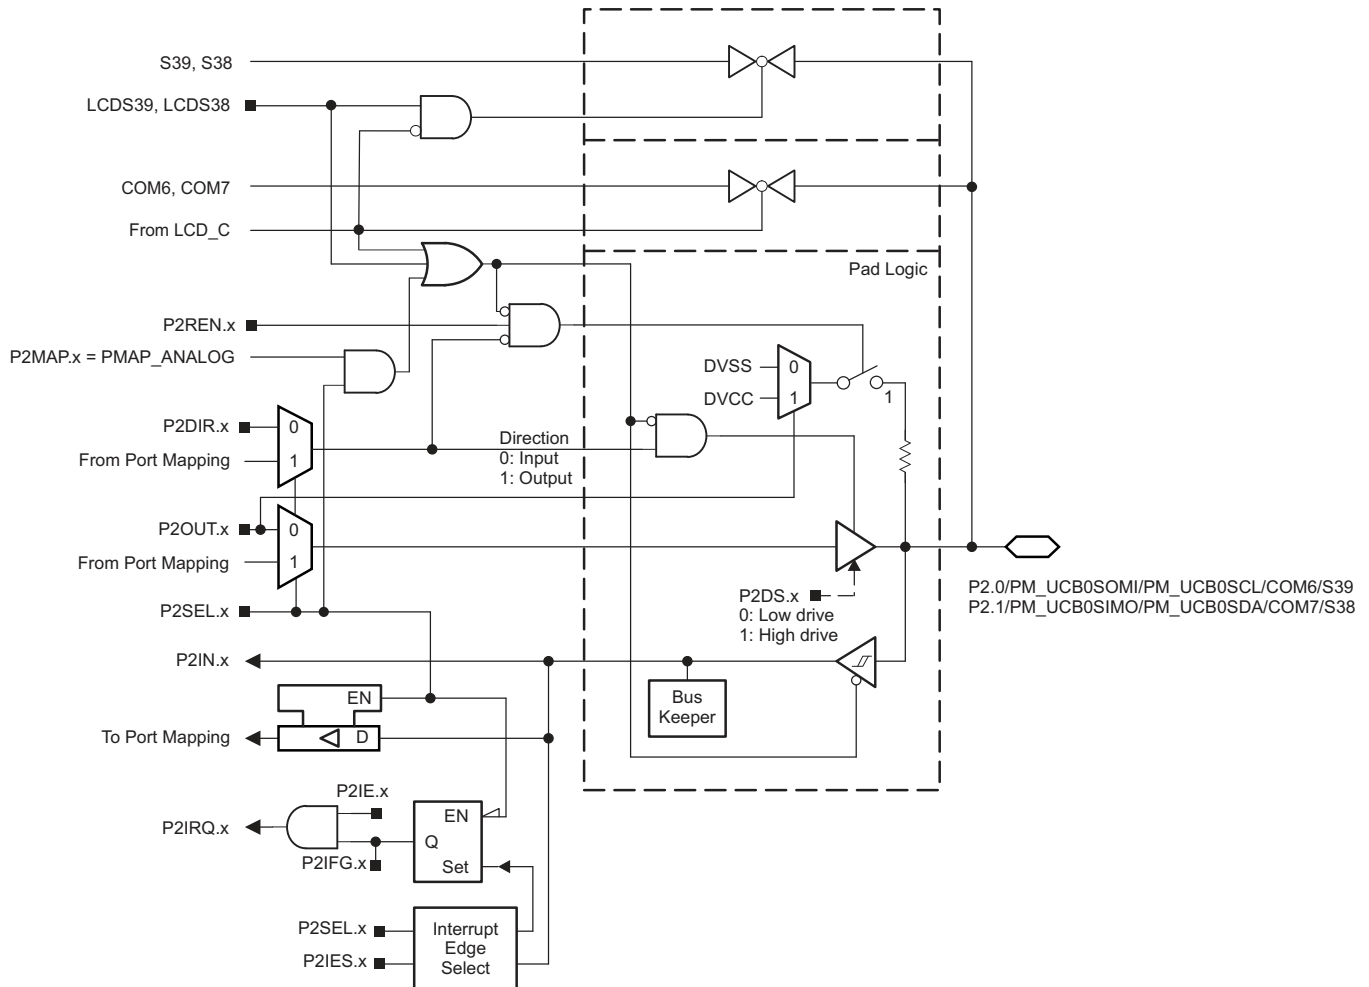 S39, S38
LCDS39, LCDS38
COM6, COM7
From LCD_C
Pad Logic
P2REN.x
P2MAP.x = PMAP_ANALOG
DVSS
0
DVCC
1
1
P2DIR.x
0
From Port Mapping
1
Direction
0: Input
1: Output
P2OUT.x
0
From Port Mapping
1
P2SEL.x
P2DS.x
0: Low drive
1: High drive
P2.0/PM_UCB0SOMI/PM_UCB0SCL/COM6/S39
P2.1/PM_UCB0SIMO/PM_UCB0SDA/COM7/S38
P2IN.x
Bus
Keeper
EN
To Port Mapping
D
P2IE.x
EN
P2IRQ.x
Q
P2IFG.x
Set
P2SEL.x
P2IES.x
Interrupt
Edge
Select